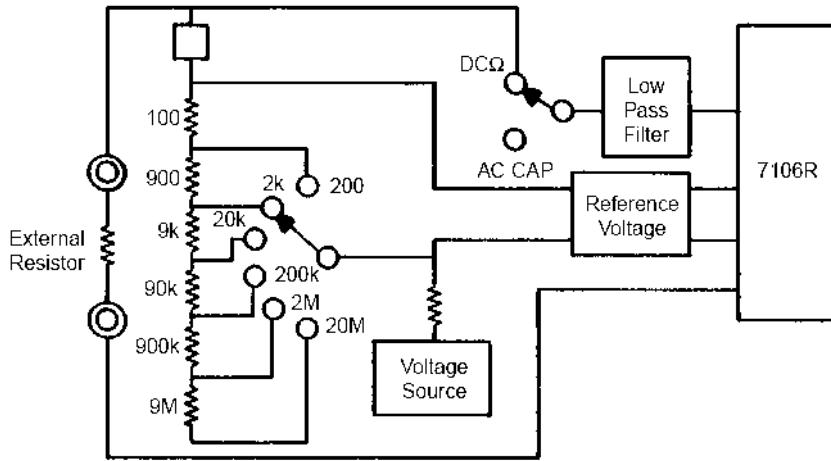 DCΩ
Low
Pass
Filter
100
AC CAP
7106R
900
2k
200
Reference
Voltage
External
Resistor
9k
20k
200k
90k
2M
20M
900k
Voltage
Source
9M